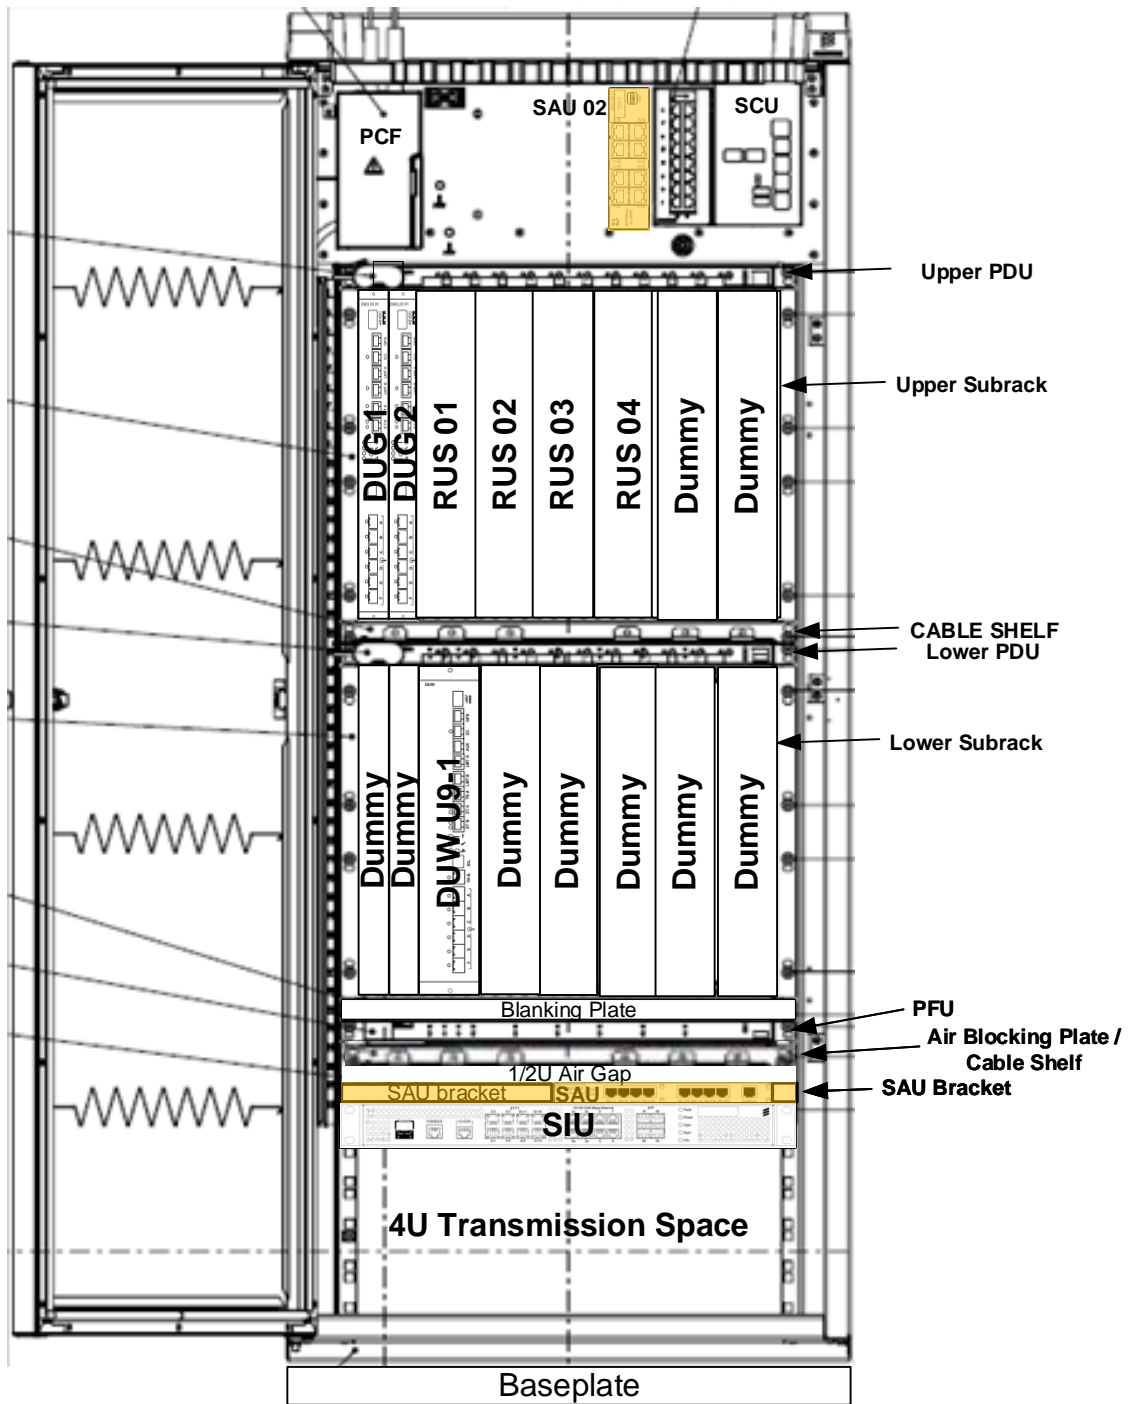 SAU 02
SCU
PCF
Upper PDU
Upper Subrack
DUG 1
DUG 2
RUS 01
RUS 02
RUS 03
RUS 04
Dummy
Dummy
CABLE SHELF
Lower PDU
Lower Subrack
Dummy
Dummy
DUW U9-1
Dummy
Dummy
Dummy
Dummy
Dummy
Blanking Plate
PFU
Air Blocking Plate /
Cable Shelf
1/2U Air Gap
SAU bracket
SAU
SAU Bracket
SIU
4U Transmission Space
Baseplate